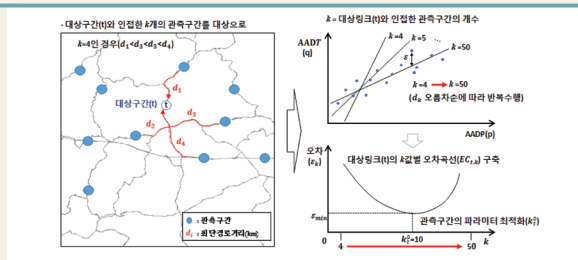 - 대상구간(t)와 인접한 k개의 관측구간를 대상으로
k=4인 경우(d₁<d₂<d₃<d₄)
d₁
대상구간(t)
t
d₂
d₃
d₄
= 관측구간
dᵢ = 최단경로거리(km)
k = 대상링크(t)와 인접한 관측구간의 개수
AADT
(q)
k=4
k=5
...
k=50
ε
k=4 → k=50
(dₖ 오름차순에 따라 반복수행)
AADP(p)
오차
(εₖ)
대상링크(t)의 k값별 오차곡선(ECₜ,ₖ) 구축
εmin
관측구간의 파라미터 최적화(kₜᵒ)
0
4
kₜᵒ=10
50
k